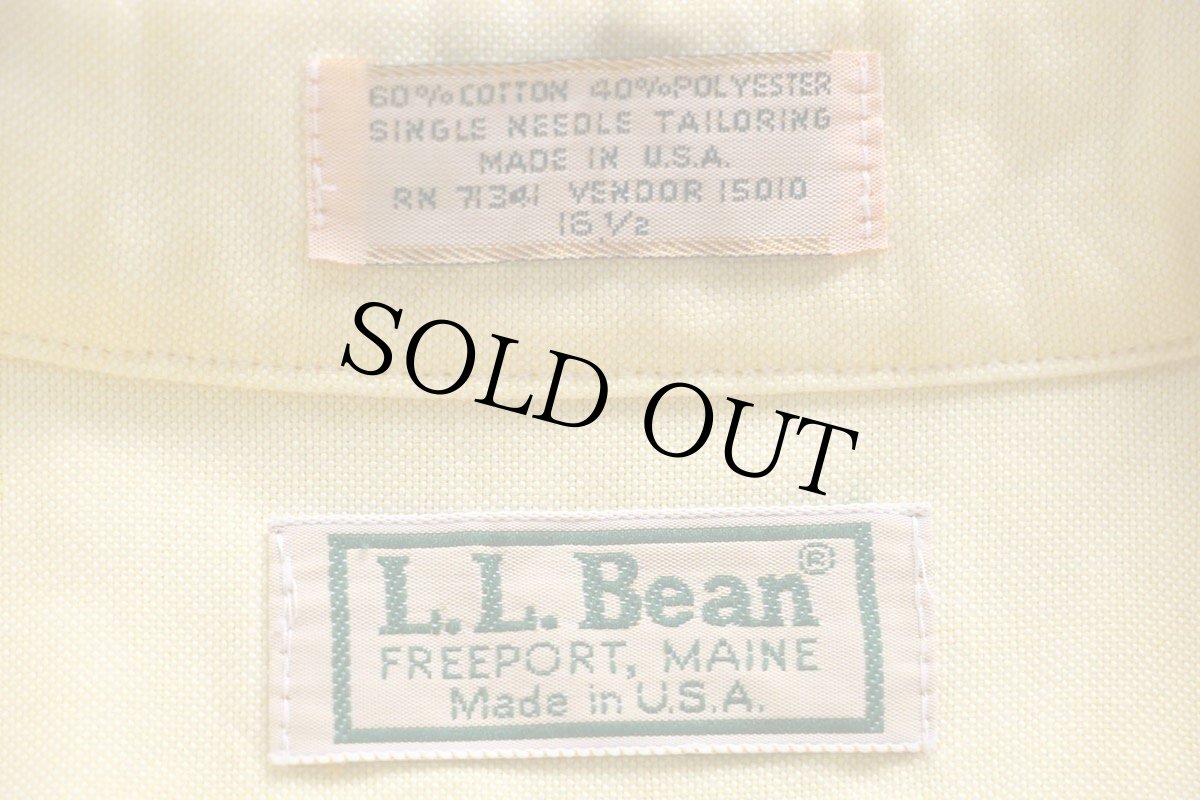 60% COTTON 40% POLYESTER
SINGLE NEEDLE TAILORING
MADE IN U.S.A.
RN 71341 VENDOR 15010
16 1/2
SOLD OUT
L.L.Bean®
FREEPORT, MAINE
Made in U.S.A.